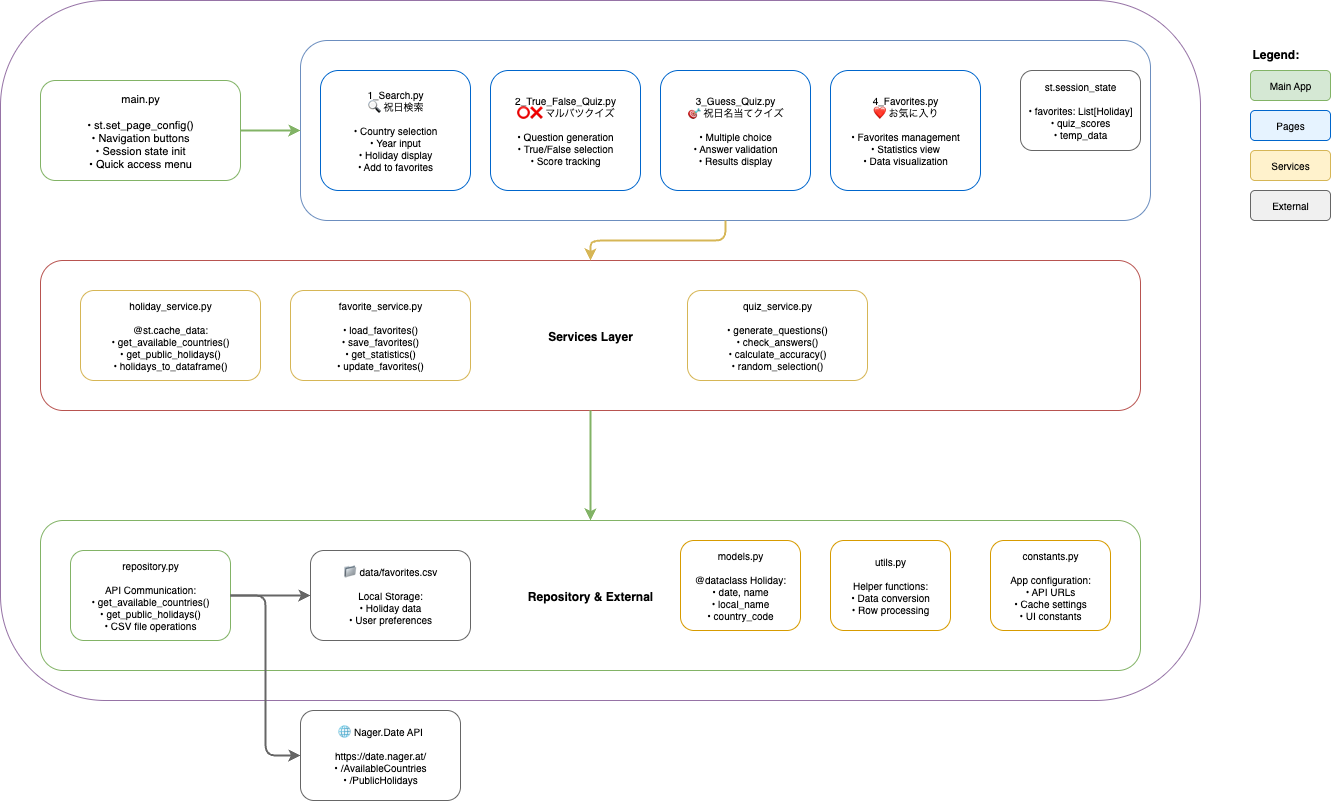 main.py
• st.set_page_config()
• Navigation buttons
• Session state init
• Quick access menu
1_Search.py
🔍 祝日検索
• Country selection
• Year input
• Holiday display
• Add to favorites
2_True_False_Quiz.py
⭕❌ マルバツクイズ
• Question generation
• True/False selection
• Score tracking
3_Guess_Quiz.py
🎯 祝日名当てクイズ
• Multiple choice
• Answer validation
• Results display
4_Favorites.py
❤️ お気に入り
• Favorites management
• Statistics view
• Data visualization
st.session_state
• favorites: List[Holiday]
• quiz_scores
• temp_data
Legend:
Main App
Pages
Services
External
holiday_service.py
@st.cache_data:
• get_available_countries()
• get_public_holidays()
• holidays_to_dataframe()
favorite_service.py
• load_favorites()
• save_favorites()
• get_statistics()
• update_favorites()
Services Layer
quiz_service.py
• generate_questions()
• check_answers()
• calculate_accuracy()
• random_selection()
repository.py
API Communication:
• get_available_countries()
• get_public_holidays()
• CSV file operations
📁 data/favorites.csv
Local Storage:
• Holiday data
• User preferences
Repository & External
models.py
@dataclass Holiday:
• date, name
• local_name
• country_code
utils.py
Helper functions:
• Data conversion
• Row processing
constants.py
App configuration:
• API URLs
• Cache settings
• UI constants
🌐 Nager.Date API
https://date.nager.at/
• /AvailableCountries
• /PublicHolidays